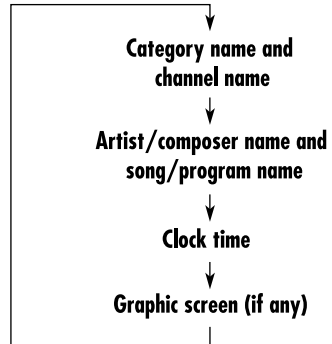 Category name and
channel name
Artist/composer name and
song/program name
Clock time
Graphic screen (if any)